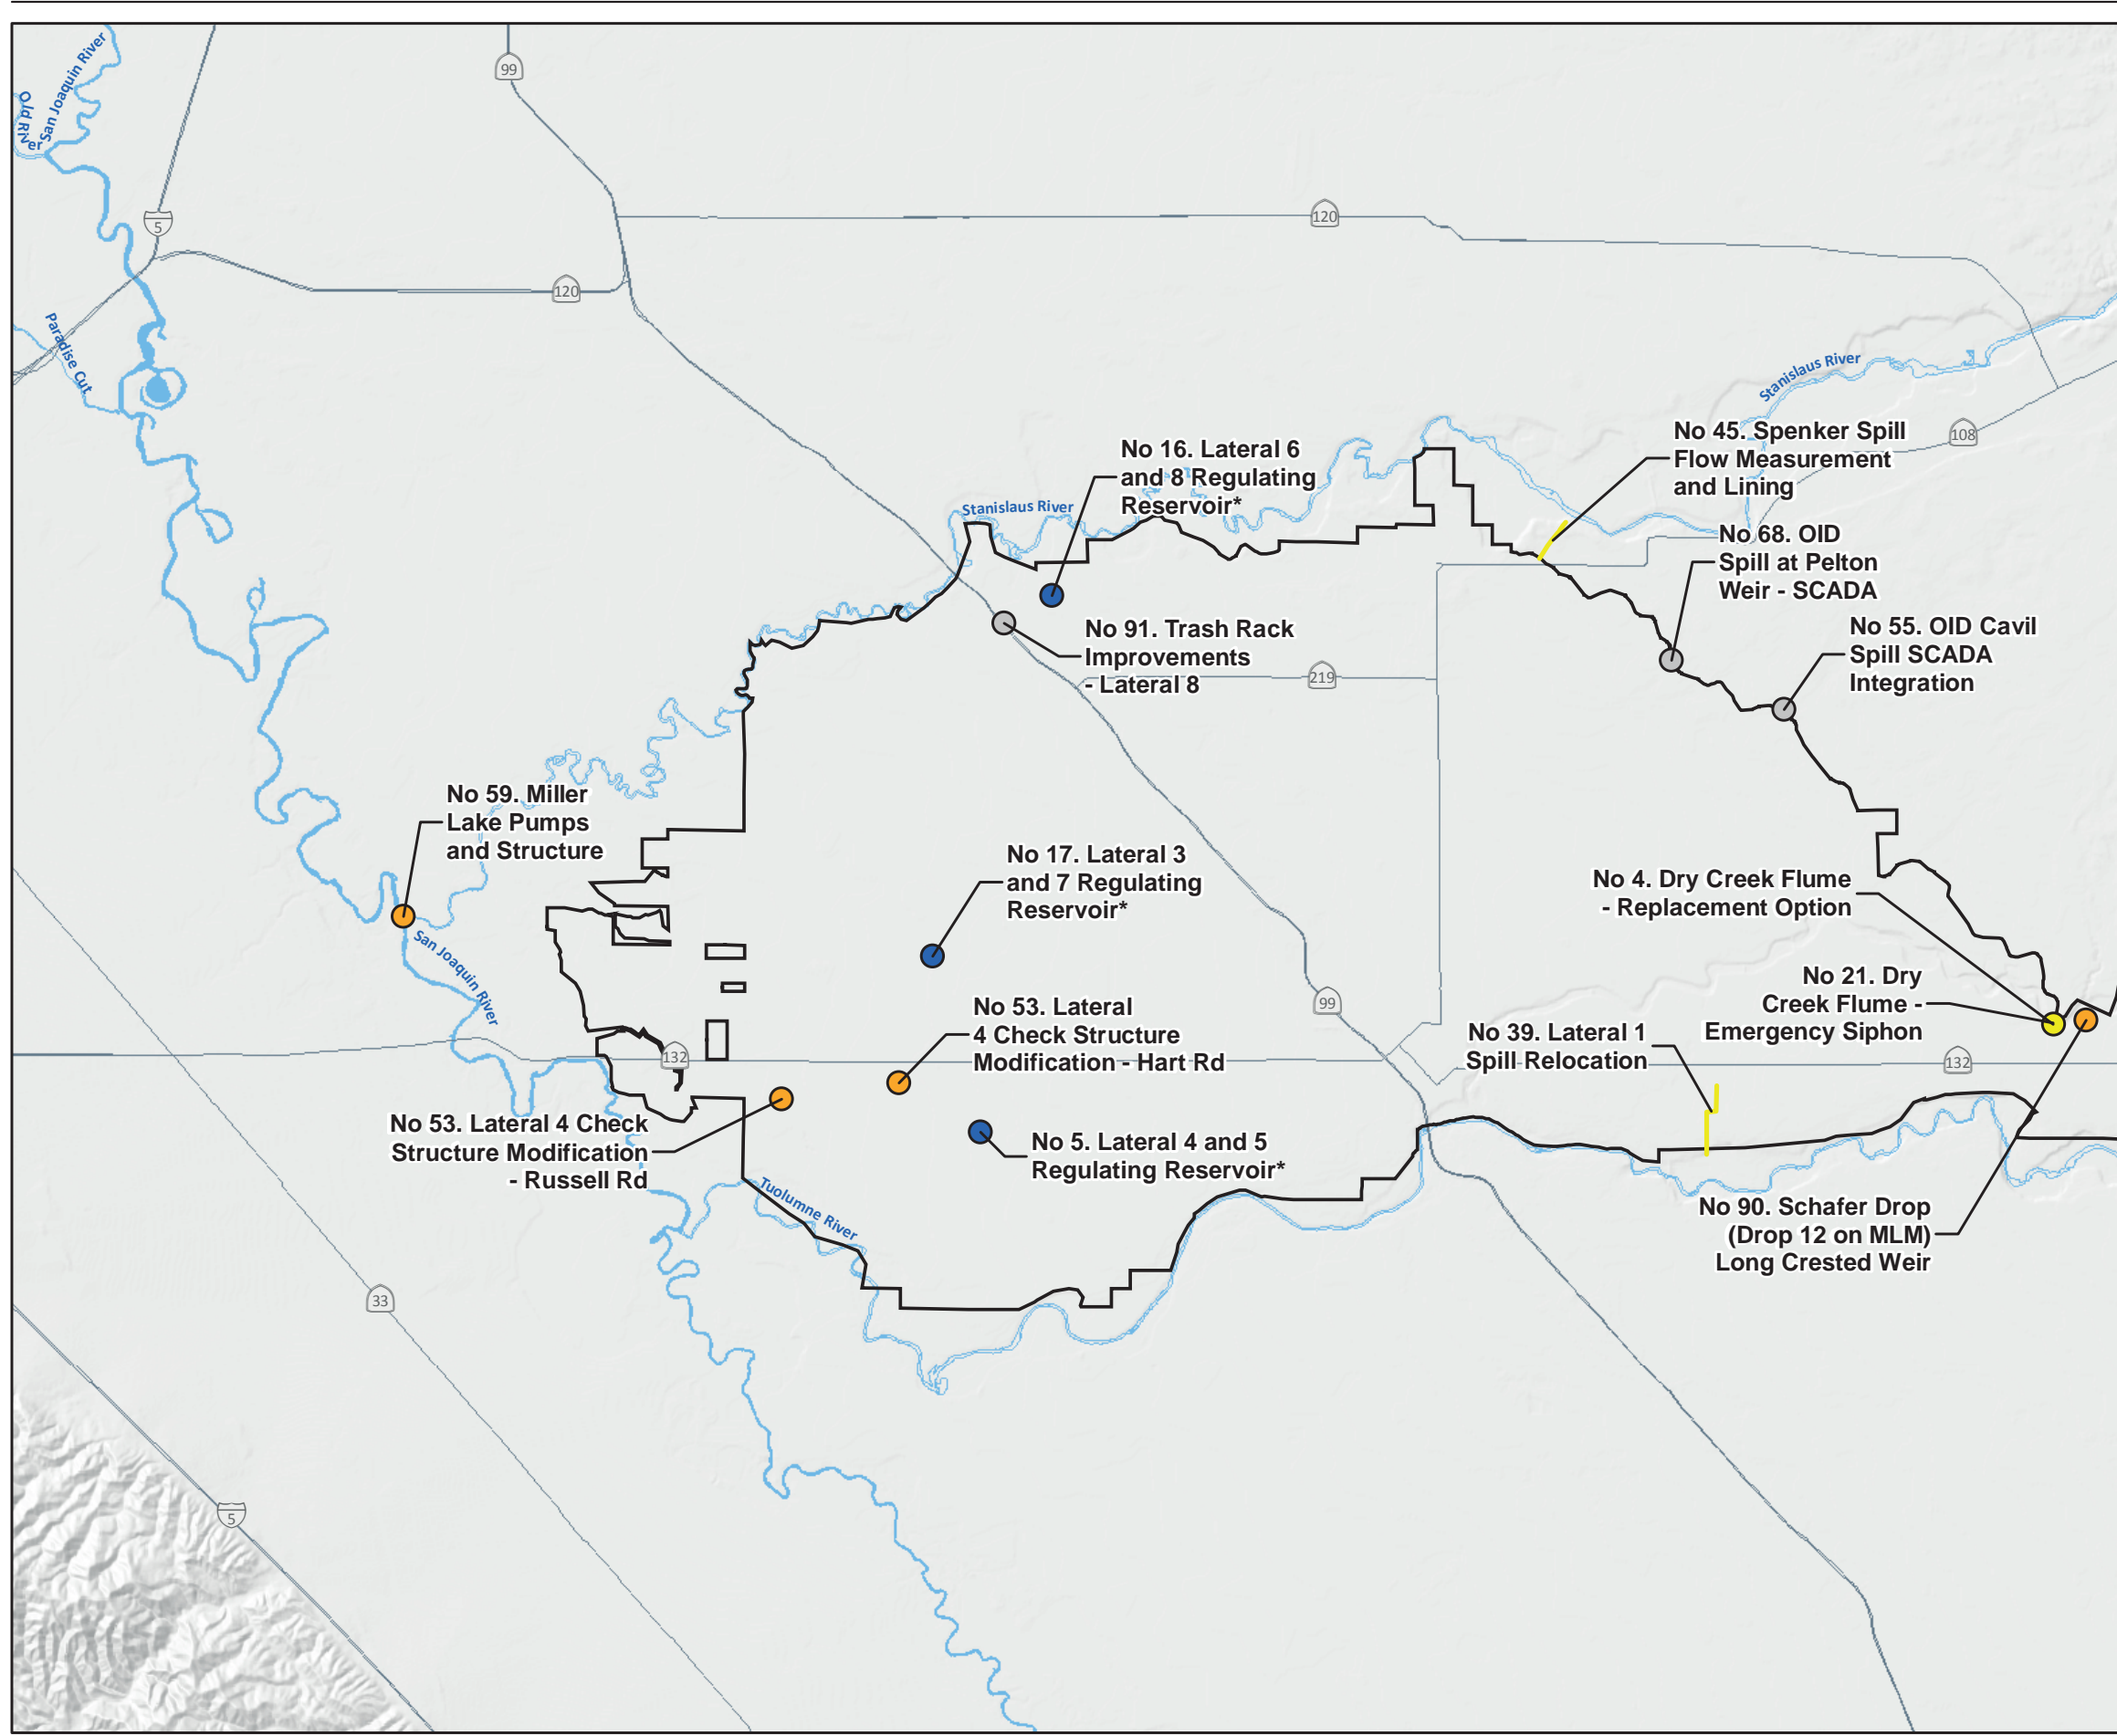 San Joaquin River
Old River
99
5
120
120
Paradise Cut
Stanislaus River
108
No 45. Spenker Spill
Flow Measurement
and Lining
No 16. Lateral 6
and 8 Regulating
Reservoir*
Stanislaus River
No 68. OID
Spill at Pelton
Weir - SCADA
No 91. Trash Rack
Improvements
- Lateral 8
219
No 55. OID Cavil
Spill SCADA
Integration
No 59. Miller
Lake Pumps
and Structure
No 17. Lateral 3
and 7 Regulating
Reservoir*
No 4. Dry Creek Flume
- Replacement Option
San Joaquin River
No 21. Dry
Creek Flume -
Emergency Siphon
99
No 53. Lateral
4 Check Structure
Modification - Hart Rd
No 39. Lateral 1
Spill Relocation
132
132
No 53. Lateral 4 Check
Structure Modification
- Russell Rd
No 5. Lateral 4 and 5
Regulating Reservoir*
Tuolumne River
No 90. Schafer Drop
(Drop 12 on MLM)
Long Crested Weir
33
5